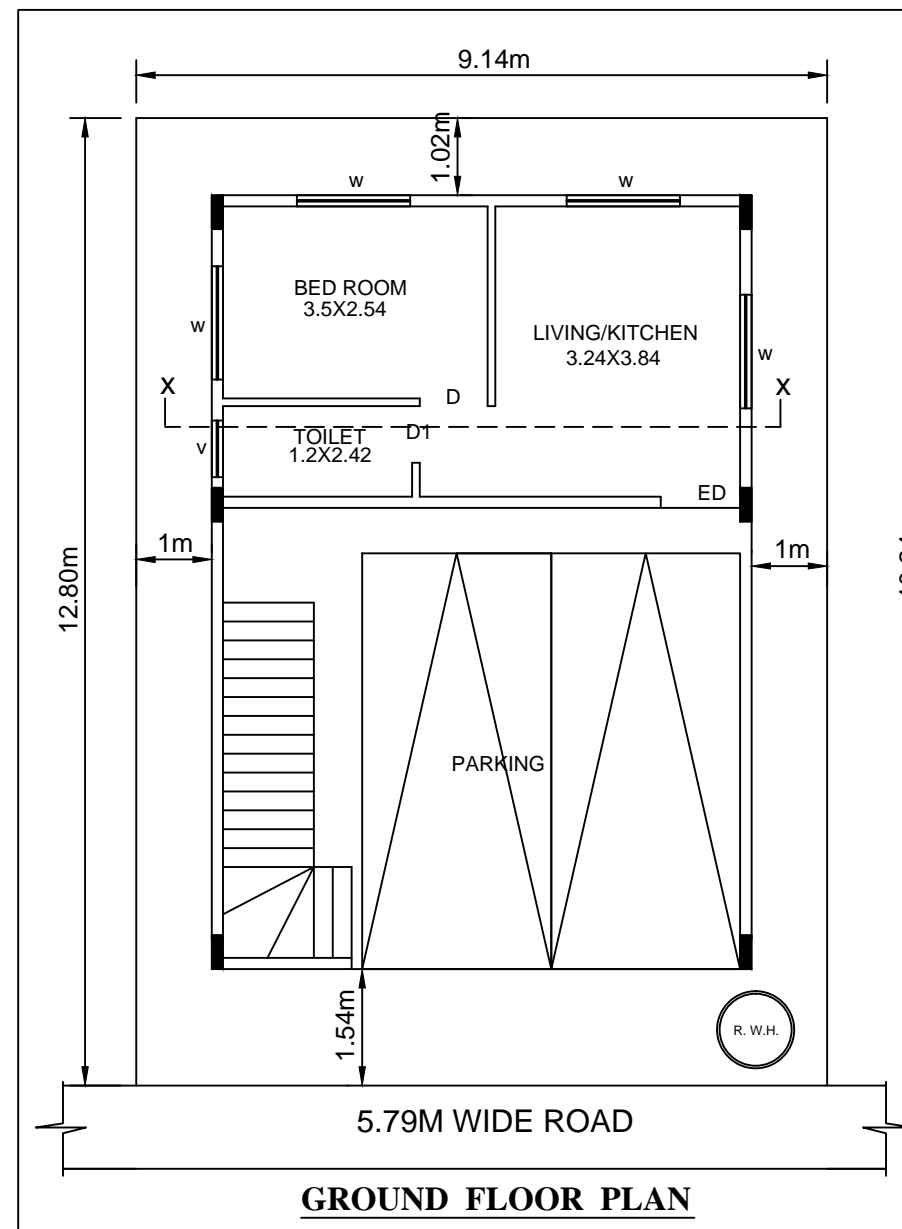 9.14m
1.02m
w
w
BED ROOM
3.5X2.54
LIVING/KITCHEN
3.24X3.84
w
w
X
X
D
D1
TOILET
1.2X2.42
v
ED
1m
1m
12.80m
PARKING
1.54m
R. W.H.
5.79M WIDE ROAD
GROUND FLOOR PLAN